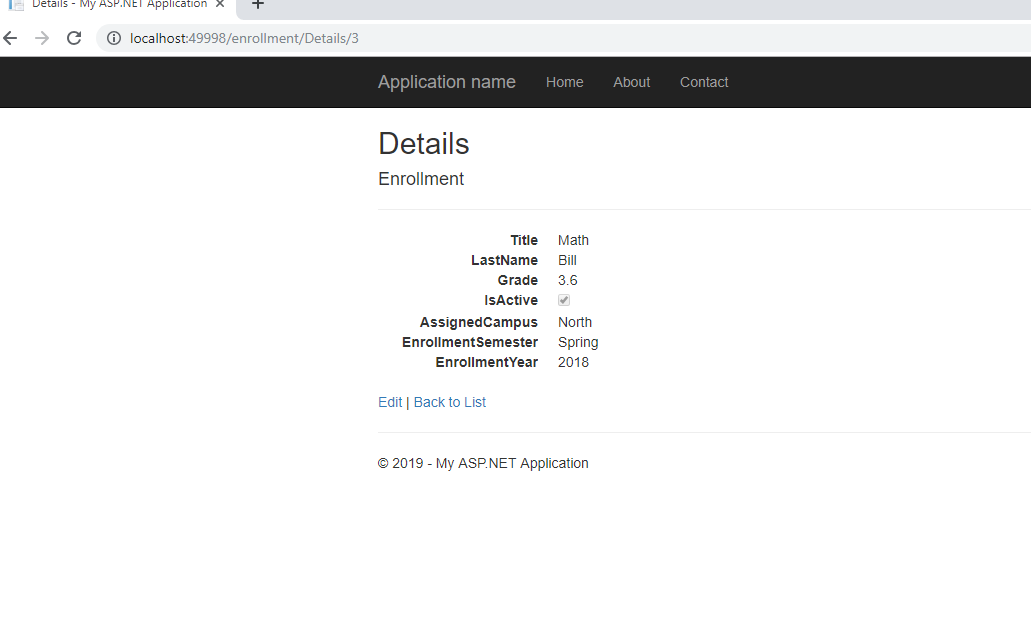 Details - My ASP.NET Application
localhost:49998/enrollment/Details/3
Application name Home About Contact
Details
Enrollment
Title Math
LastName Bill
Grade 3.6
IsActive
AssignedCampus North
EnrollmentSemester Spring
EnrollmentYear 2018
Edit | Back to List
© 2019 - My ASP.NET Application